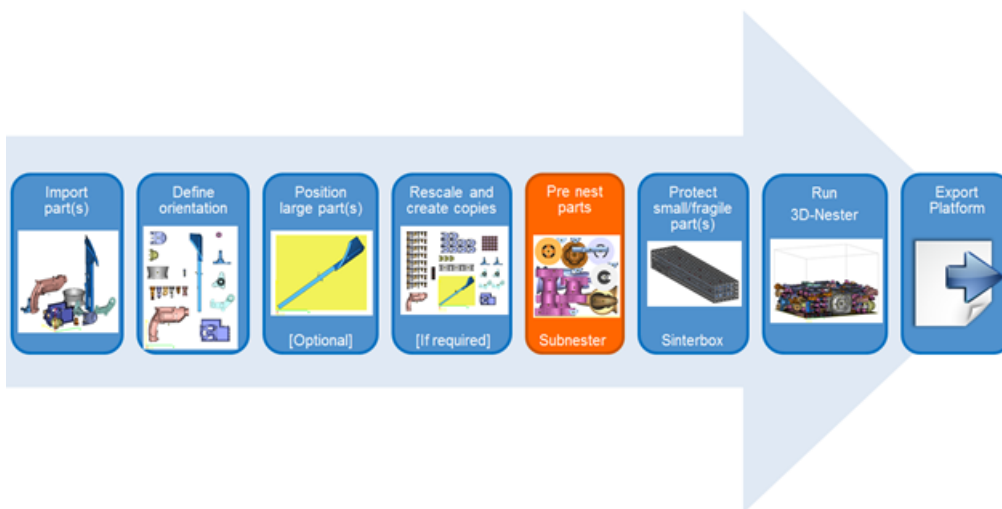 Import
part(s)
Define
orientation
Position
large part(s)
[Optional]
Rescale and
create copies
[If required]
Pre nest
parts
Subnester
Protect
small/fragile
part(s)
Sinterbox
Run
3D-Nester
Export
Platform